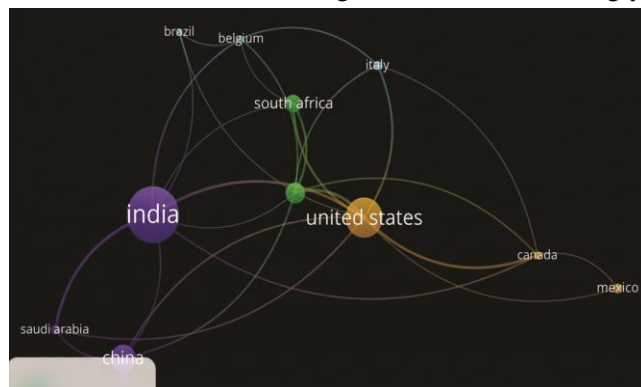 brazil
belgium
italy
south africa
india
united states
canada
mexico
saudi arabia
china